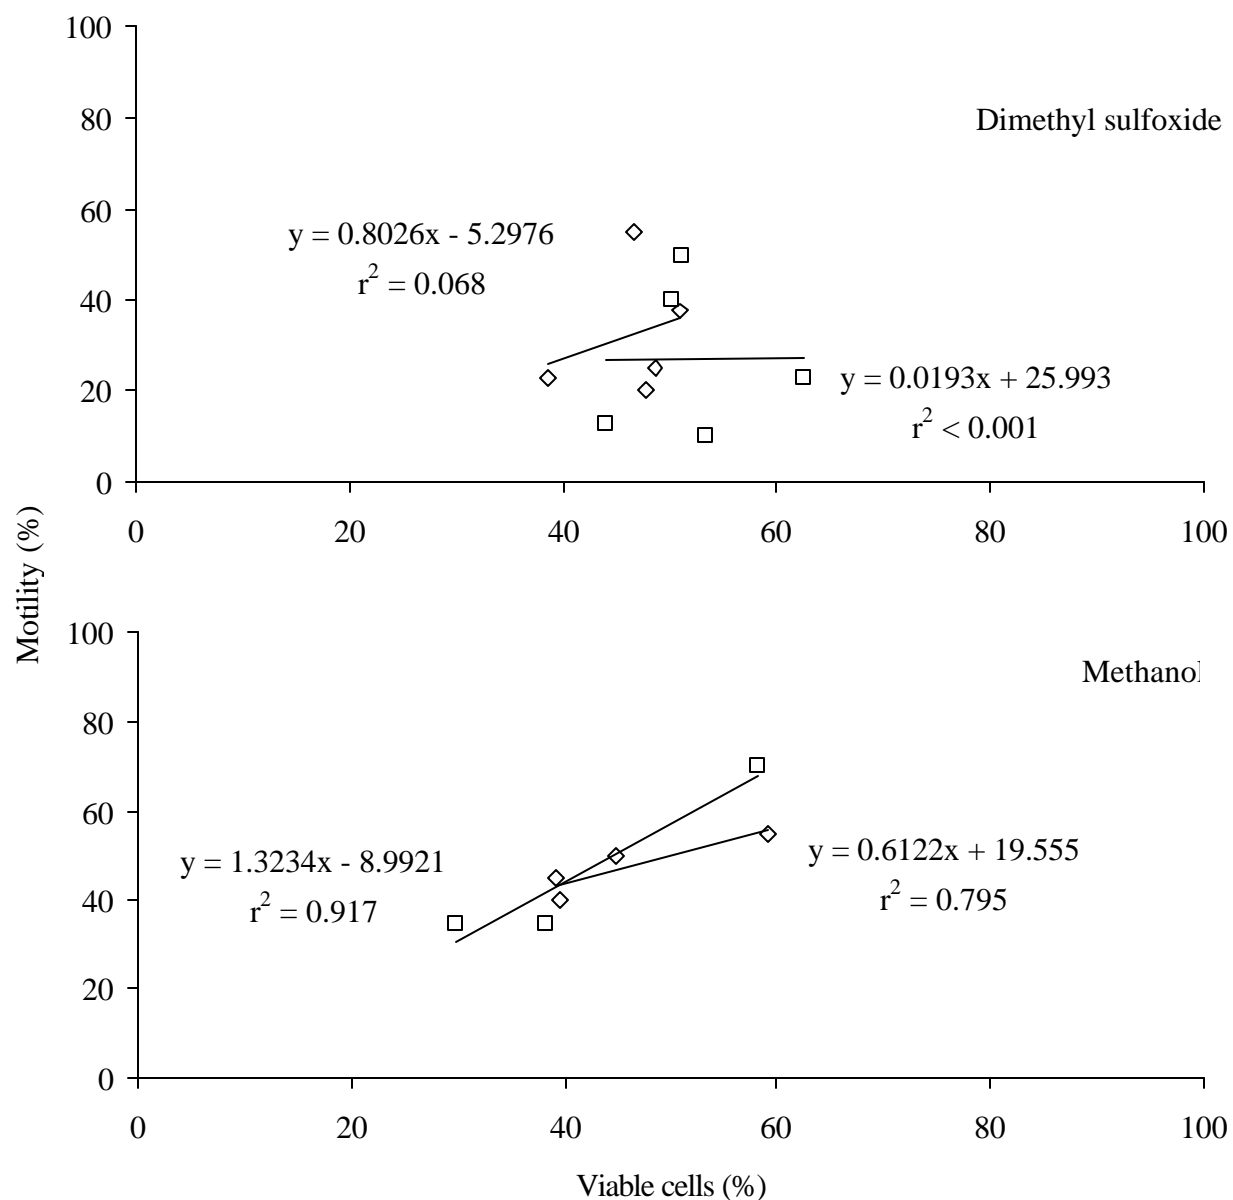 100
80
Dimethyl sulfoxide
60
y = 0.8026x - 5.2976
r² = 0.068
40
20
y = 0.0193x + 25.993
r² < 0.001
0
0 20 40 60 80 100
Motility (%)
100
Methanol
80
60
y = 1.3234x - 8.9921
r² = 0.917
y = 0.6122x + 19.555
r² = 0.795
40
20
0
0 20 40 60 80 100
Viable cells (%)